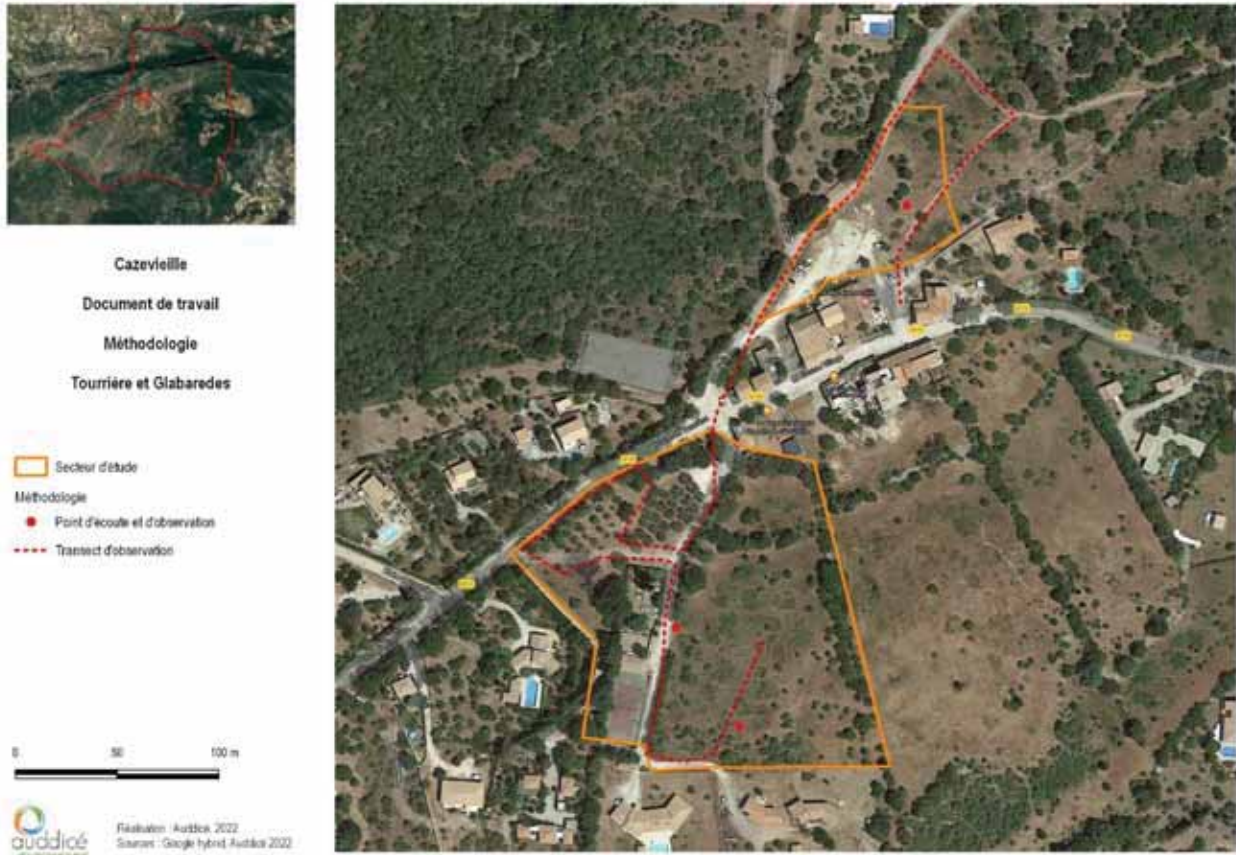 Cazevieille
Document de travail
Méthodologie
Tourrière et Glabaredes
Secteur d'étude
Méthodologie
Point d'écoute et d'observation
Transect d'observation
0 50 100 m
auddicé
Réalisation : Auddicé, 2022
Sources : Google hybrid, Auddicé 2022